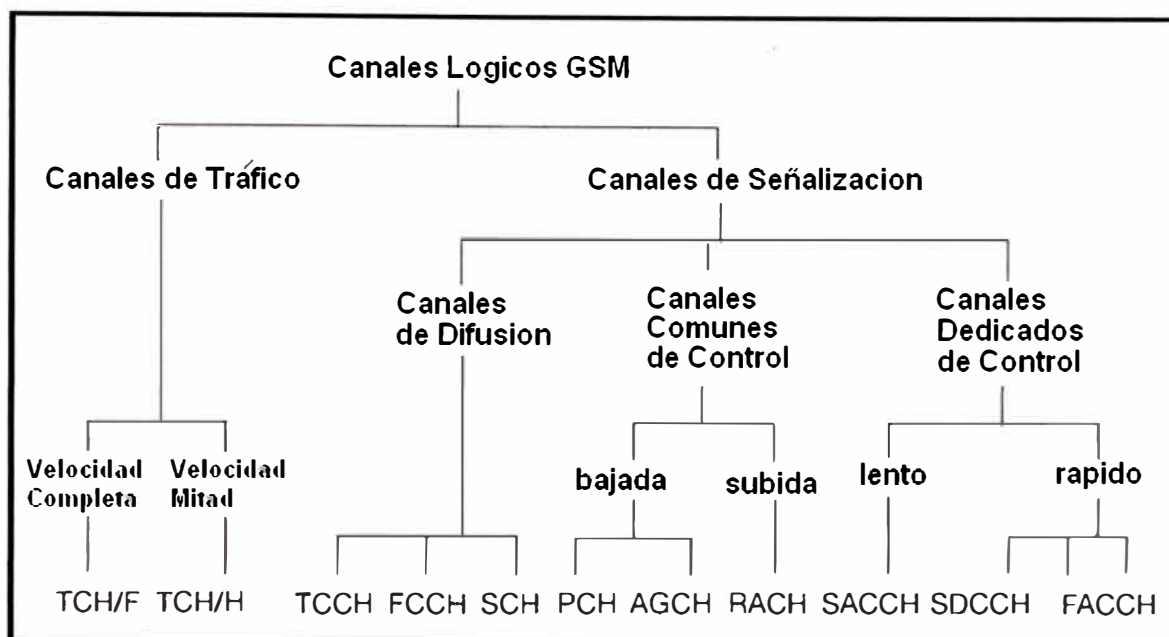 Canales Logicos GSM
Canales de Tráfico
Canales de Señalizacion
Canales
de Difusion
Canales
Comunes
de Control
Canales
Dedicados
de Control
Velocidad
Completa
Velocidad
Mitad
bajada
subida
lento
rapido
TCH/F TCH/H TCCH FCCH SCH PCH AGCH RACH SACCH SDCCH FACCH